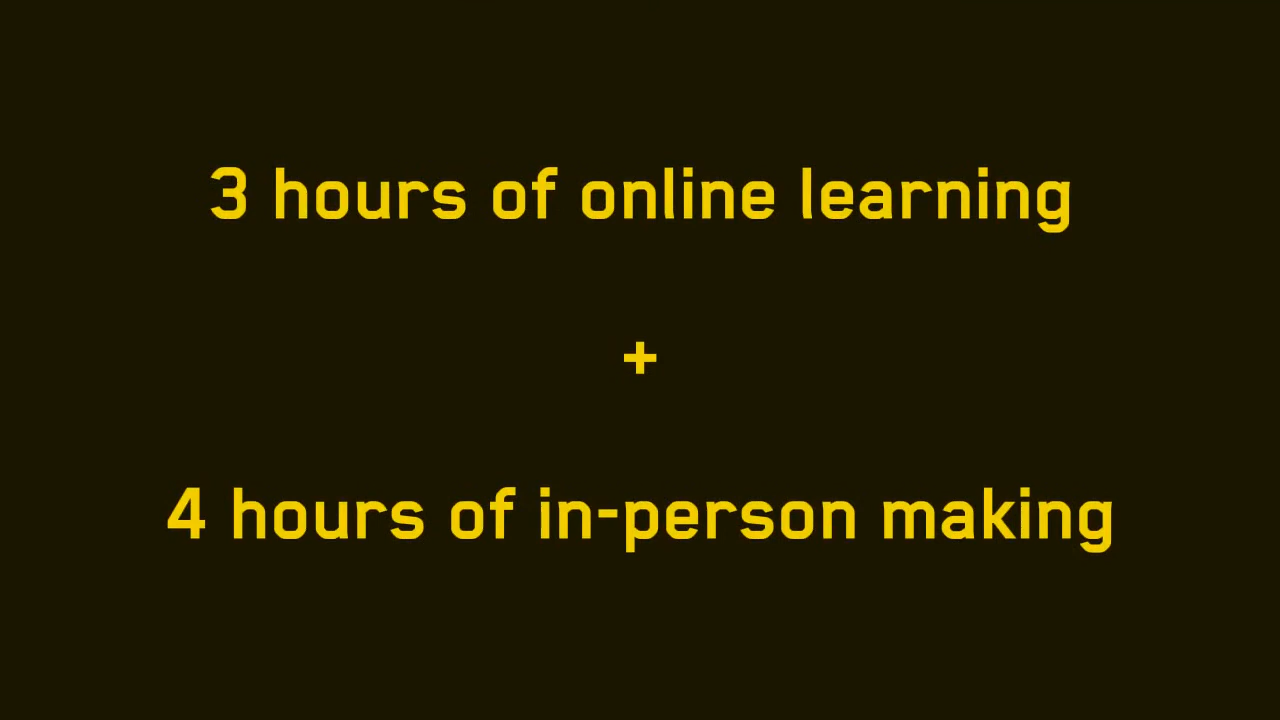 3 hours of online learning
+
4 hours of in-person making